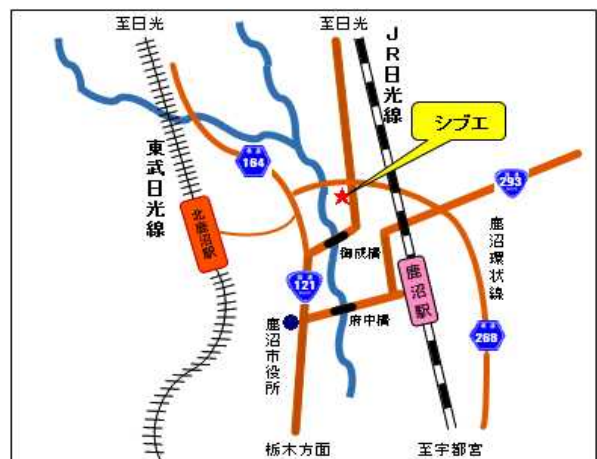 至日光
至日光
JR日光線
シブエ
東武日光線
164
293
北鹿沼駅
鹿沼環状線
御成橋
121
鹿沼駅
鹿沼市役所
府中橋
268
栃木方面
至宇都宮